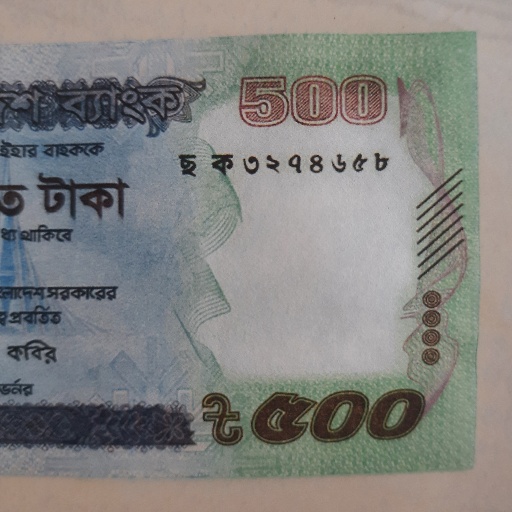 শ ব্যাংক 500
ইহার বাহককে
ছ ক ৩২৭৪৬৫৮
ত টাকা
ধ্য থাকিবে
লাদেশ সরকারের
প্রবর্তিত
কবির
ভর্নর
৳ ৫০০